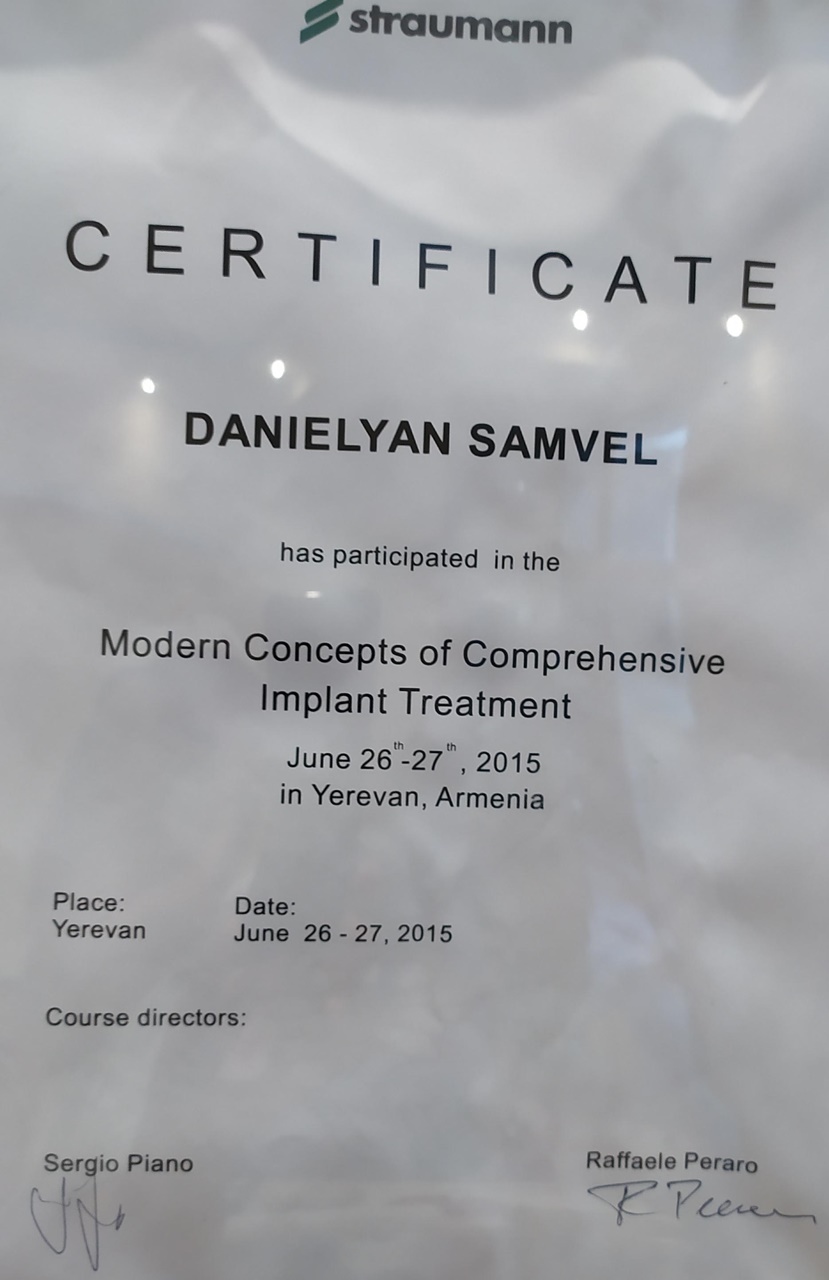 straumann
CERTIFICATE
DANIELYAN SAMVEL
has participated in the
Modern Concepts of Comprehensive
Implant Treatment
June 26th-27th, 2015
in Yerevan, Armenia
Place: Date:
Yerevan June 26 - 27, 2015
Course directors:
Sergio Piano Raffaele Peraro